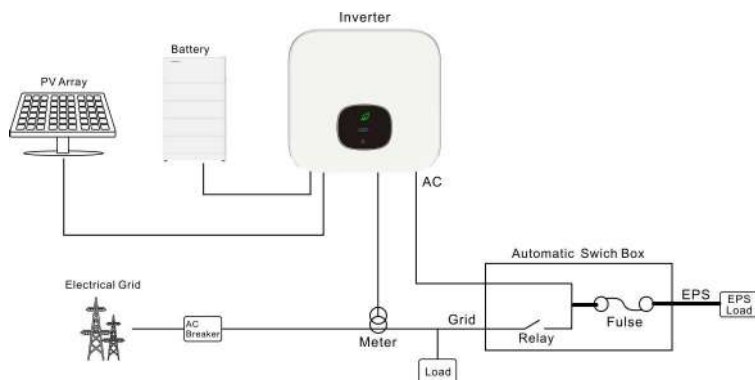 Inverter
Battery
PV Array
AC
Automatic Swich Box
Electrical Grid
EPS
EPS
Load
AC
Breaker
Grid
Fulse
Meter
Relay
Load